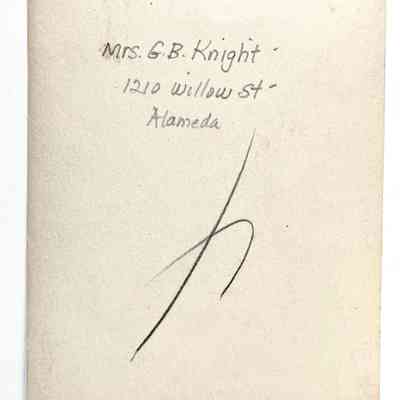 Mrs. G.B. Knight -
1210 Willow St -
Alameda